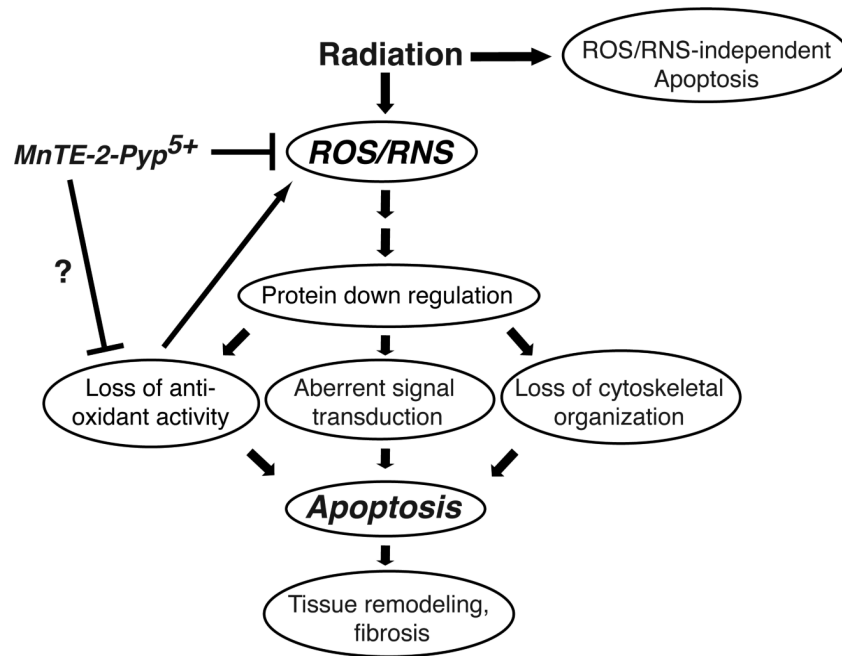 Radiation
ROS/RNS-independent
Apoptosis
MnTE-2-Pyp5+
ROS/RNS
?
Protein down regulation
Loss of anti-
oxidant activity
Aberrent signal
transduction
Loss of cytoskeletal
organization
Apoptosis
Tissue remodeling,
fibrosis